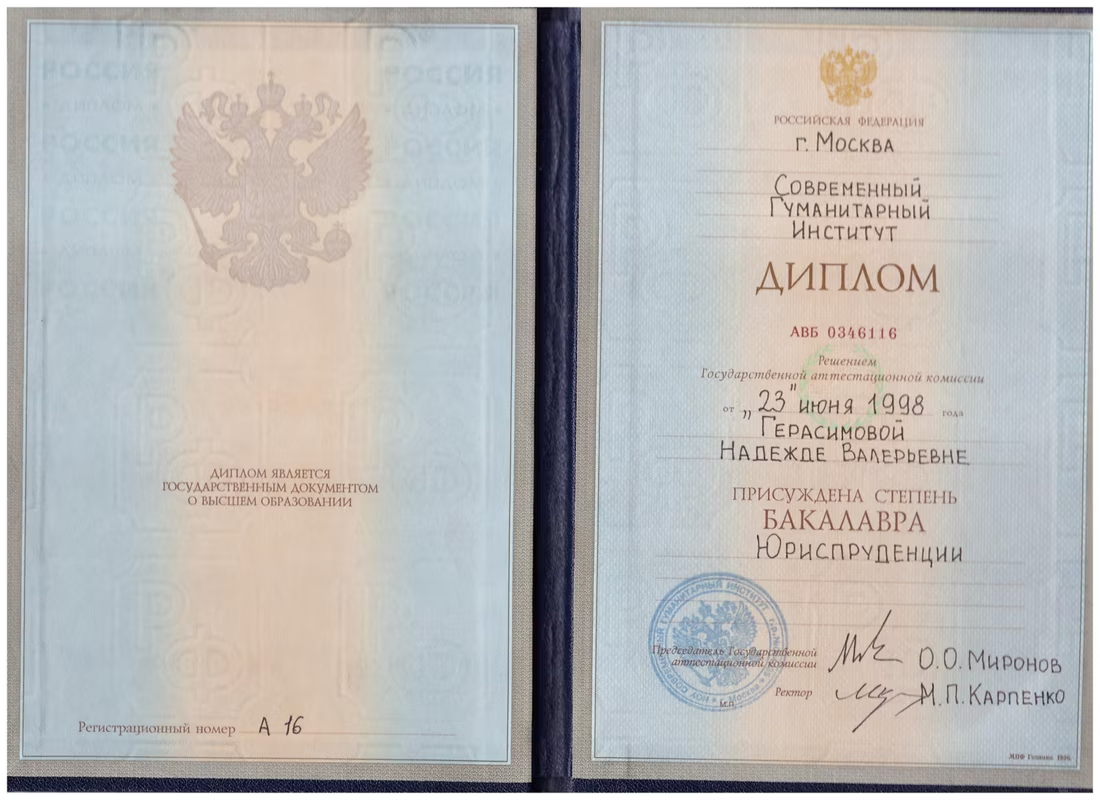 ДИПЛОМ ЯВЛЯЕТСЯ
ГОСУДАРСТВЕННЫМ ДОКУМЕНТОМ
О ВЫСШЕМ ОБРАЗОВАНИИ
Регистрационный номер А 16
РОССИЙСКАЯ ФЕДЕРАЦИЯ
г. Москва
Современный
Гуманитарный
Институт
ДИПЛОМ
АВБ 0346116
Решением
Государственной аттестационной комиссии
от „ 23 " июня 1998 года
Герасимовой
Надежде Валерьевне
ПРИСУЖДЕНА СТЕПЕНЬ
БАКАЛАВРА
Юриспруденции
Председатель Государственной
аттестационной комиссии О.О. Миронов
Ректор М.П. Карпенко
М.П.